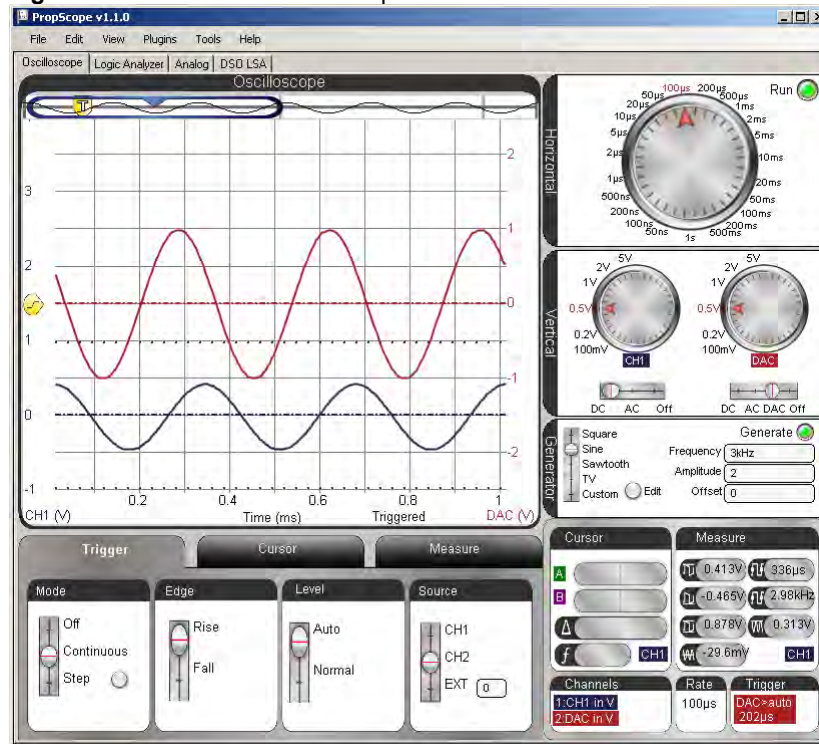 PropScope v1.1.0
File Edit View Plugins Tools Help
Oscilloscope Logic Analyzer Analog DSO LSA
Oscilloscope
T
3
2
1
0
-1
2
1
0
-1
-2
0.2 0.4 0.6 0.8 1
CH1 (V) Time (ms) Triggered DAC (V)
Horizontal
Run
50ns 100ns 200ns 500ns 1µs 2µs 5µs 10µs 20µs 50µs 100µs 200µs 500µs 1ms 2ms 5ms 10ms 20ms 50ms 100ms 200ms 500ms 1s
Vertical
5V 2V 1V 0.5V 0.2V 100mV
CH1
DC AC Off
5V 2V 1V 0.5V 0.2V 100mV
DAC
DC AC DAC Off
Generator
Square
Sine
Sawtooth
TV
Custom Edit
Generate
Frequency 3kHz
Amplitude 2
Offset 0
Trigger Cursor Measure
Mode
Off
Continuous
Step
Edge
Rise
Fall
Level
Auto
Normal
Source
CH1
CH2
EXT 0
Cursor
A
B
Δ
f CH1
Measure
0.413V 336µs
-0.465V 2.98kHz
0.878V 0.313V
-29.6mV CH1
Channels
1:CH1 in V
2:DAC in V
Rate
100µs
Trigger
DAC>auto
202µs